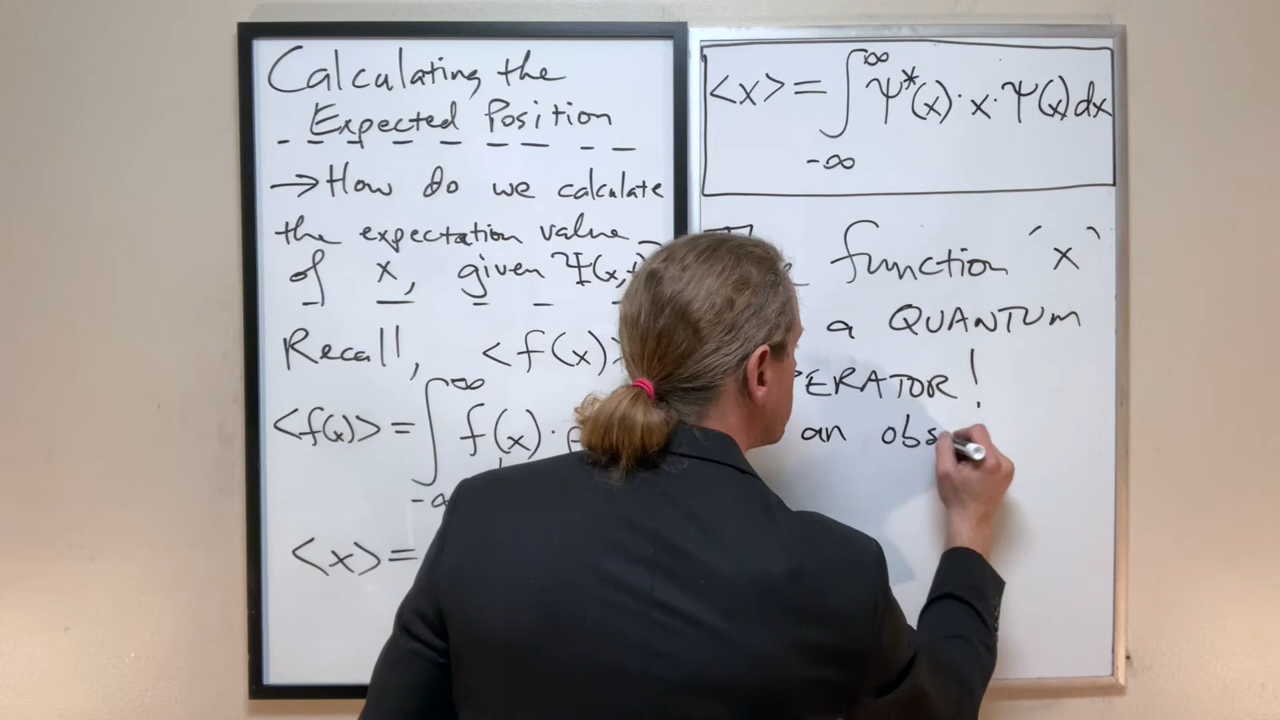 Calculating the
Expected Position
→ How do we calculate
the expectation value
of x, given Ψ(x,
Recall, <f(x)>
<f(x)> = ∫ ∞ -∞ f(x) ·
<x> =
<x> = ∫ ∞ -∞ ψ*(x) · x · ψ(x) dx
function "x"
a QUANTUM
PERATOR!
an obs